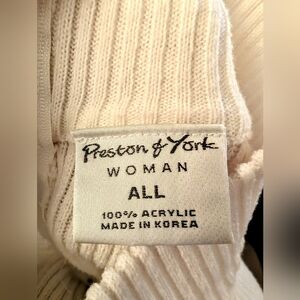 Preston & York
WOMAN
ALL
100% ACRYLIC
MADE IN KOREA